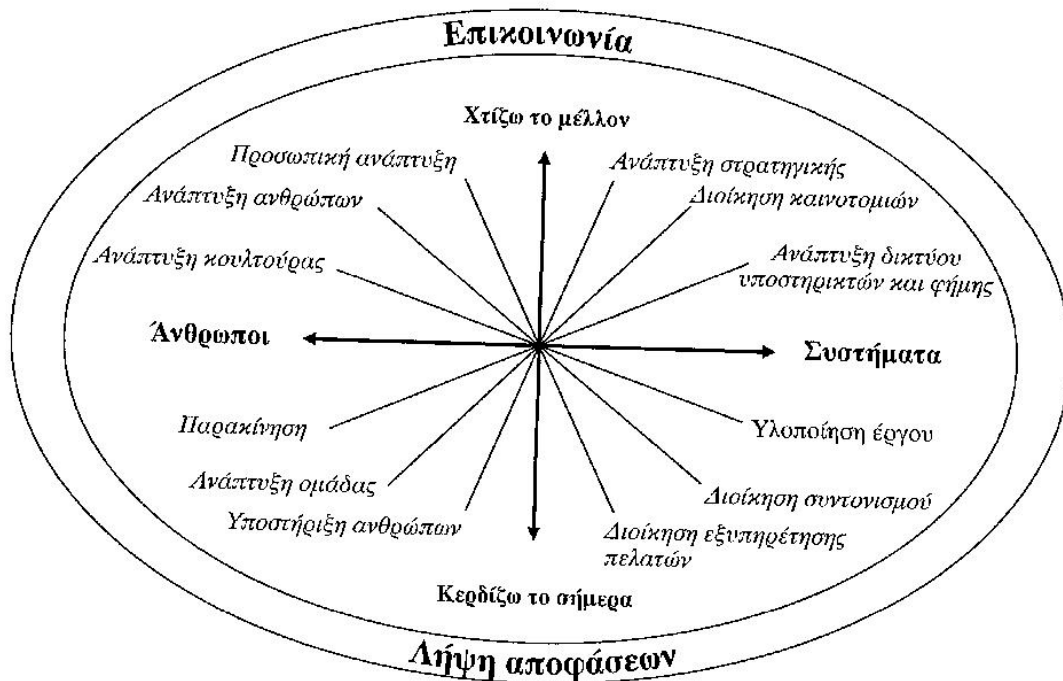 Επικοινωνία
Χτίζω το μέλλον
Προσωπική ανάπτυξη
Ανάπτυξη στρατηγικής
Ανάπτυξη ανθρώπων
Διοίκηση καινοτομιών
Ανάπτυξη κουλτούρας
Ανάπτυξη δικτύου
υποστηρικτών και φήμης
Άνθρωποι
Συστήματα
Παρακίνηση
Υλοποίηση έργου
Ανάπτυξη ομάδας
Διοίκηση συντονισμού
Υποστήριξη ανθρώπων
Διοίκηση εξυπηρέτησης
πελατών
Κερδίζω το σήμερα
Λήψη αποφάσεων